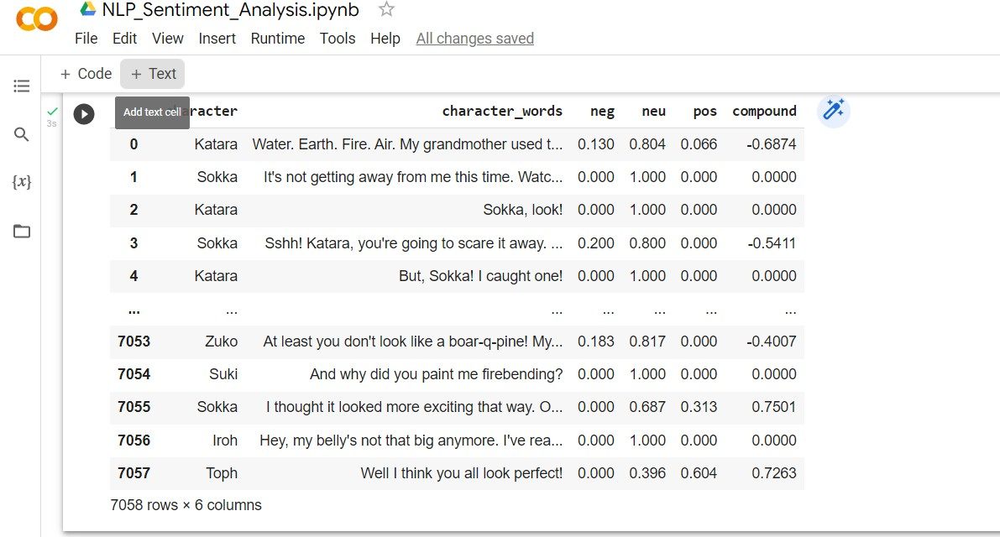 NLP_Sentiment_Analysis.ipynb
File Edit View Insert Runtime Tools Help All changes saved
+ Code + Text
Add text cell
3s
racter character_words neg neu pos compound
0 Katara Water. Earth. Fire. Air. My grandmother used t... 0.130 0.804 0.066 -0.6874
1 Sokka It's not getting away from me this time. Watc... 0.000 1.000 0.000 0.0000
2 Katara Sokka, look! 0.000 1.000 0.000 0.0000
3 Sokka Sshh! Katara, you're going to scare it away. ... 0.200 0.800 0.000 -0.5411
4 Katara But, Sokka! I caught one! 0.000 1.000 0.000 0.0000
... ... ... ... ... ... ...
7053 Zuko At least you don't look like a boar-q-pine! My... 0.183 0.817 0.000 -0.4007
7054 Suki And why did you paint me firebending? 0.000 1.000 0.000 0.0000
7055 Sokka I thought it looked more exciting that way. O... 0.000 0.687 0.313 0.7501
7056 Iroh Hey, my belly's not that big anymore. I've rea... 0.000 1.000 0.000 0.0000
7057 Toph Well I think you all look perfect! 0.000 0.396 0.604 0.7263
7058 rows × 6 columns
{x}